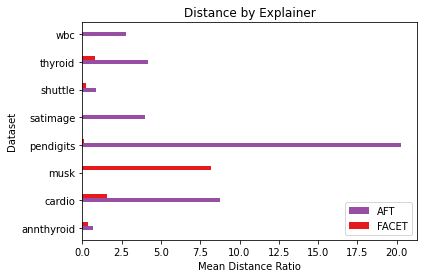 Distance by Explainer
Dataset
wbc
thyroid
shuttle
satimage
pendigits
musk
cardio
annthyroid
AFT
FACET
0.0 2.5 5.0 7.5 10.0 12.5 15.0 17.5 20.0
Mean Distance Ratio